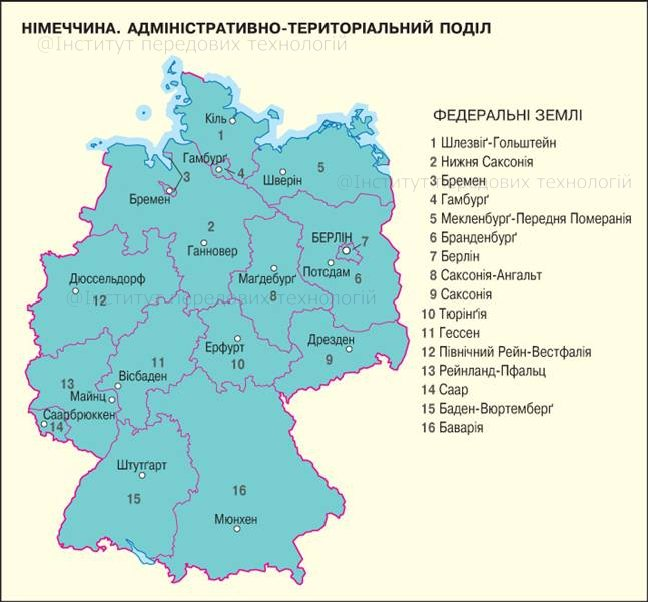 НІМЕЧЧИНА. АДМІНІСТРАТИВНО-ТЕРИТОРІАЛЬНИЙ ПОДІЛ
@Інститут передових технологій
Кіль
1
Гамбурґ
4
3
Шверін
5
Бремен
2
Ганновер
БЕРЛІН
7
Потсдам
6
Маґдебурґ
8
Дюссельдорф
12
@Інститут передових технологій
Ерфурт
10
Дрезден
9
11
Вісбаден
13
Майнц
Саарбрюккен
14
Штутґарт
15
16
Мюнхен
ФЕДЕРАЛЬНІ ЗЕМЛІ
1 Шлезвіґ-Гольштейн
2 Нижня Саксонія
@Інститут передових технологій
3 Бремен
4 Гамбурґ
5 Мекленбурґ-Передня Померанія
6 Бранденбурґ
7 Берлін
8 Саксонія-Ангальт
9 Саксонія
10 Тюрінґія
11 Гессен
12 Північний Рейн-Вестфалія
13 Рейнланд-Пфальц
14 Саар
15 Баден-Вюртемберґ
16 Баварія